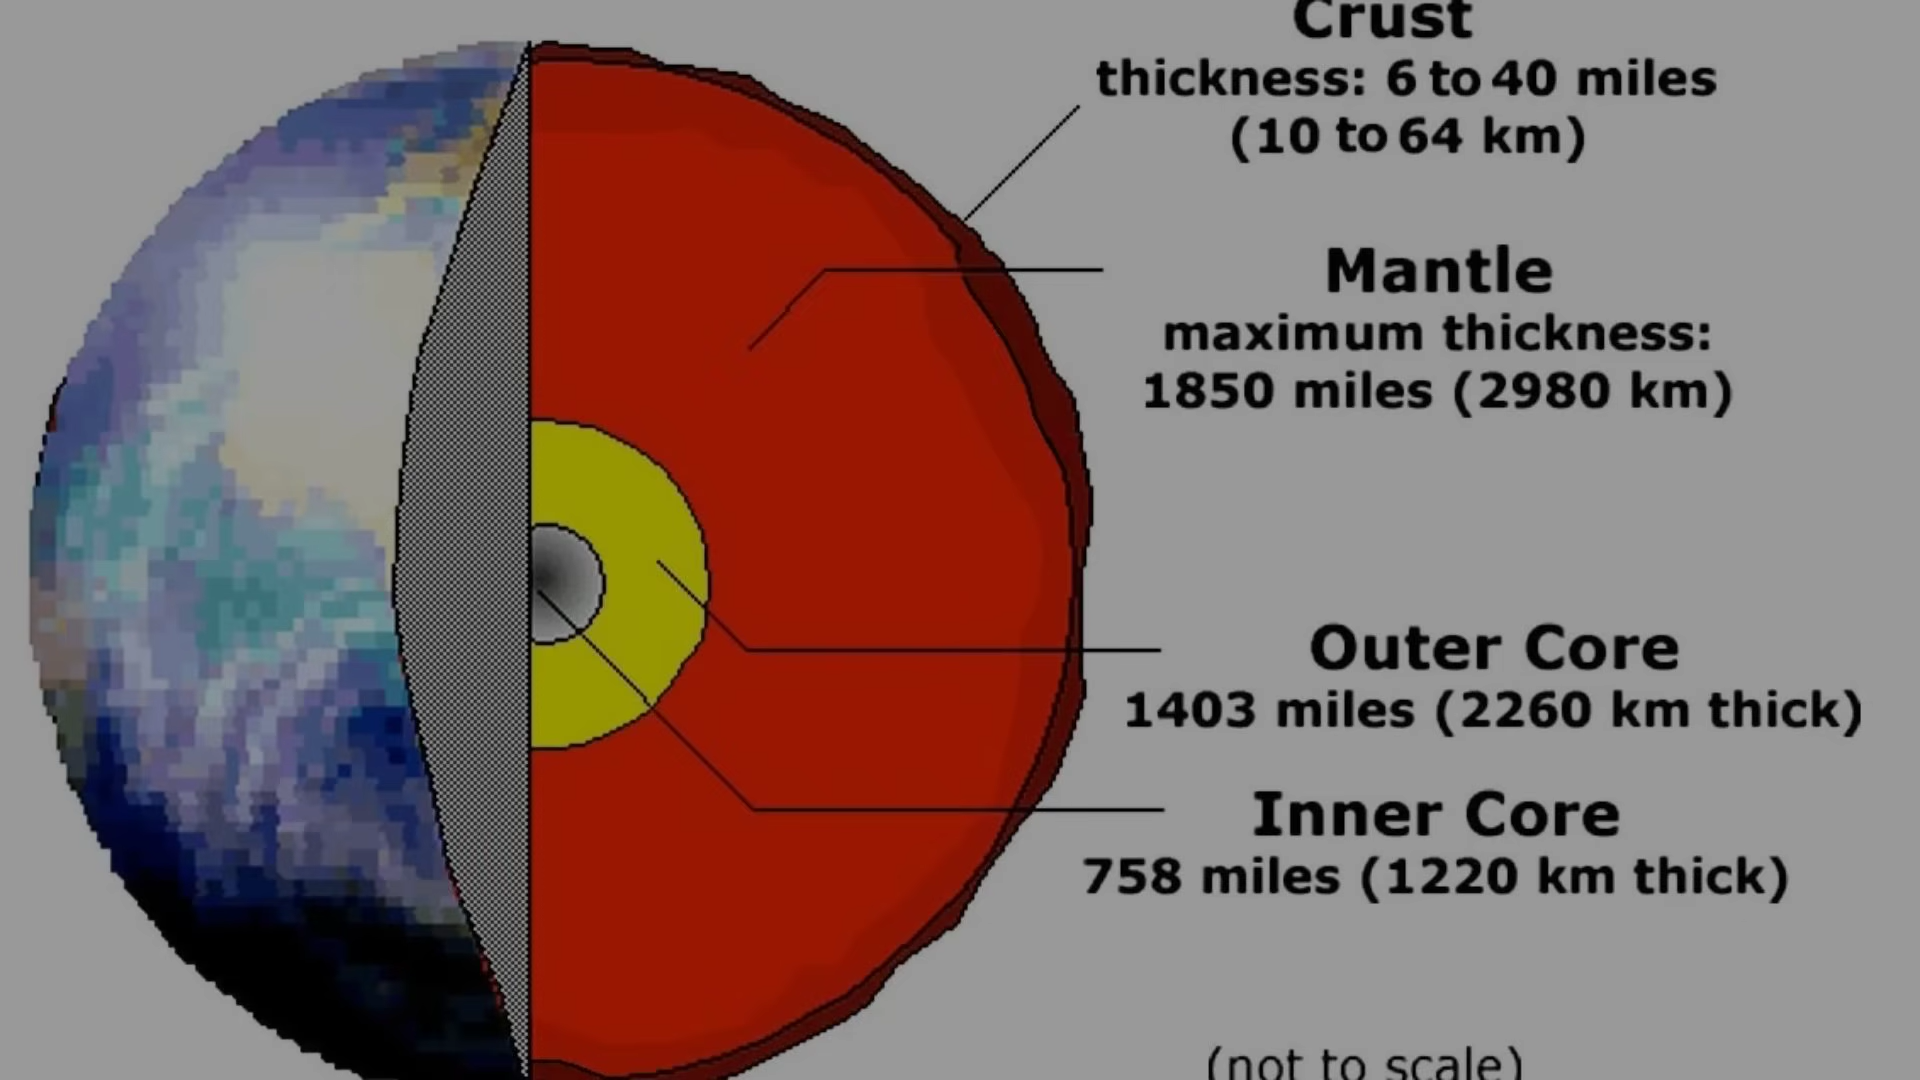 Crust
thickness: 6 to 40 miles
(10 to 64 km)
Mantle
maximum thickness:
1850 miles (2980 km)
Outer Core
1403 miles (2260 km thick)
Inner Core
758 miles (1220 km thick)
(not to scale)